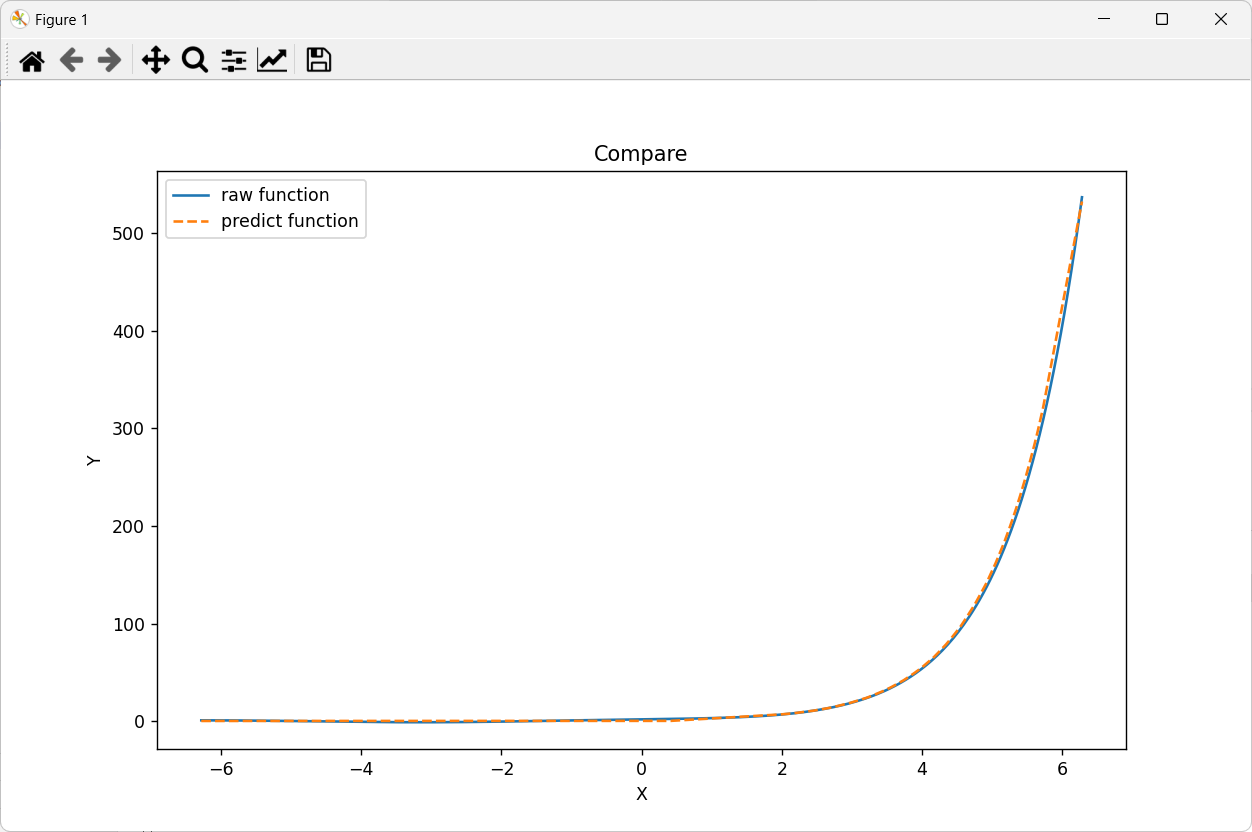 Figure 1
Compare
raw function
predict function
500
400
300
200
100
0
Y
−6 −4 −2 0 2 4 6
X